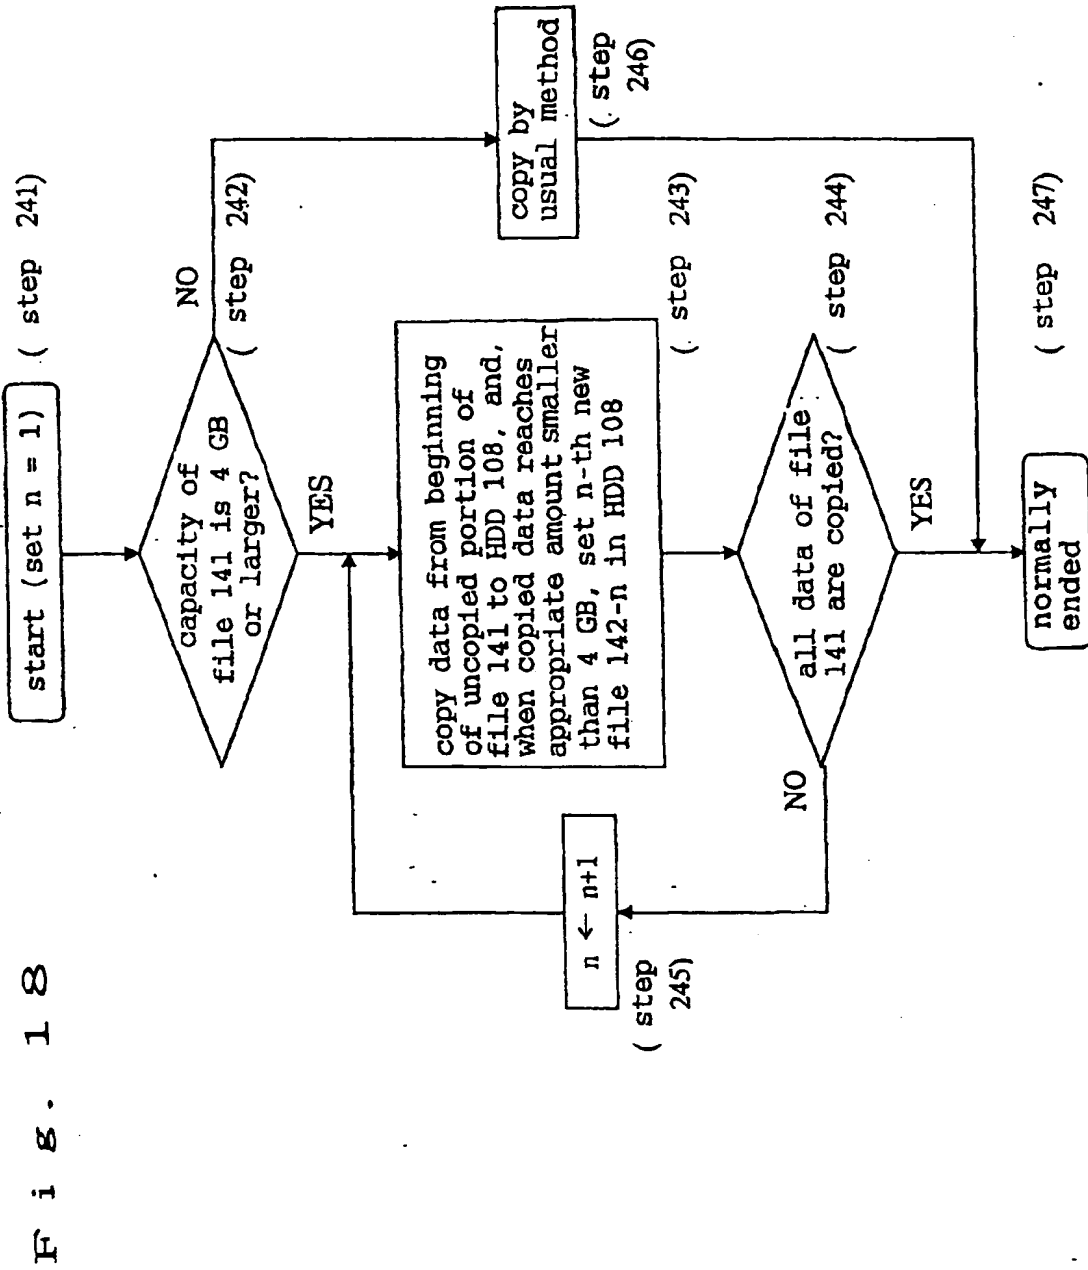 Fig. 18
start (set n = 1)
( step 241)
capacity of
file 141 is 4 GB
or larger?
( step 242)
NO
YES
copy data from beginning
of uncopied portion of
file 141 to HDD 108, and,
when copied data reaches
appropriate amount smaller
than 4 GB, set n-th new
file 142-n in HDD 108
( step 243)
all data of file
141 are copied?
( step 244)
NO
YES
n ← n+1
( step
245)
copy by
usual method
( step
246)
normally
ended
( step 247)